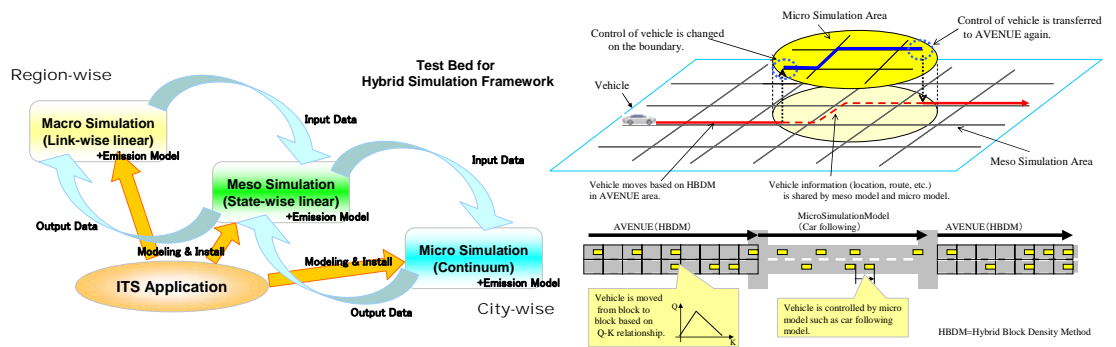 Region-wise
Test Bed for
Hybrid Simulation Framework
Macro Simulation
(Link-wise linear)
+Emission Model
Input Data
Input Data
Meso Simulation
(State-wise linear)
+Emission Model
Output Data
Modeling & Install
Modeling & Install
Micro Simulation
(Continuum)
+Emission Model
ITS Application
Output Data
City-wise
Micro Simulation Area
Control of vehicle is changed
on the boundary.
Control of vehicle is transferred
to AVENUE again.
Vehicle
Meso Simulation Area
Vehicle moves based on HBDM
in AVENUE area.
Vehicle information (location, route, etc.)
is shared by meso model and micro model.
AVENUE(HBDM)
MicroSimulationModel
(Car following)
AVENUE(HBDM)
Vehicle is moved
from block to
block based on
Q-K relationship.
Q
K
Vehicle is controlled by micro
model such as car following
model.
HBDM=Hybrid Block Density Method